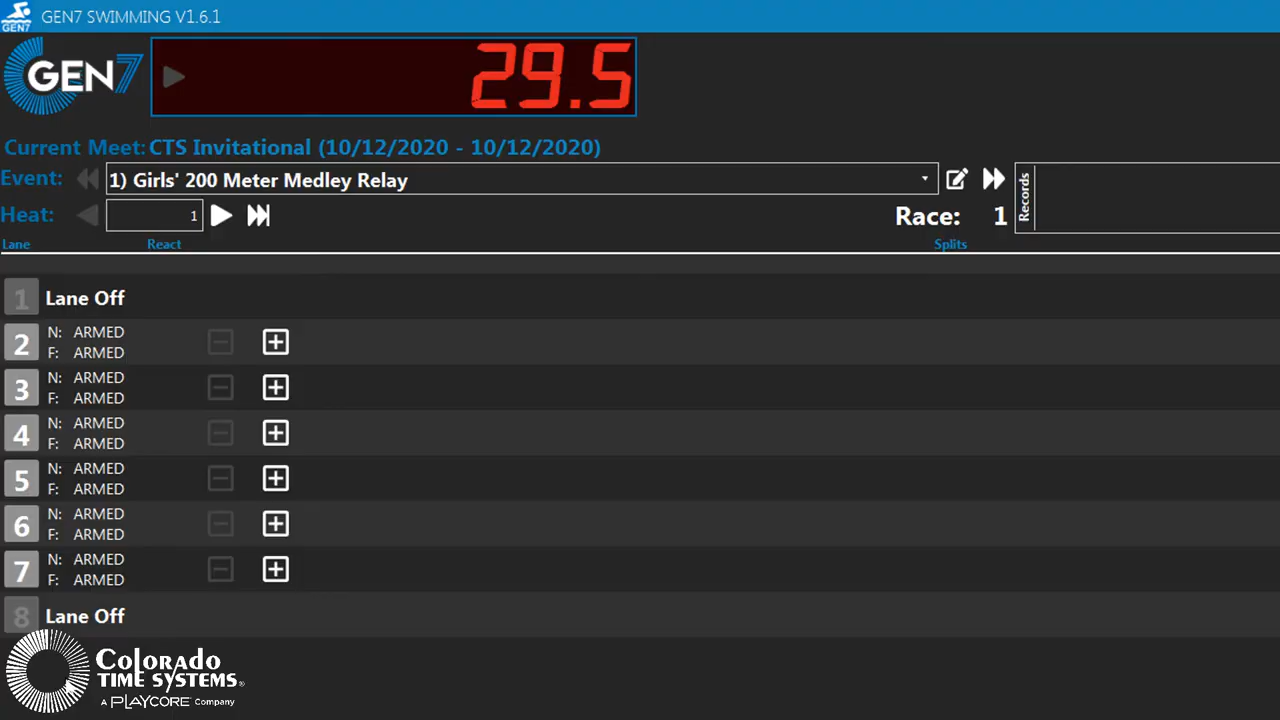 GEN7 SWIMMING V1.6.1
GEN7
GEN7
29.5
Current Meet: CTS Invitational (10/12/2020 - 10/12/2020)
Event: 1) Girls' 200 Meter Medley Relay
Records
Heat: 1
Race: 1
Lane React Splits
1 Lane Off
2 N: ARMED
F: ARMED
3 N: ARMED
F: ARMED
4 N: ARMED
F: ARMED
5 N: ARMED
F: ARMED
6 N: ARMED
F: ARMED
7 N: ARMED
F: ARMED
8 Lane Off
COLORADO
TIME SYSTEMS®
A PLAYCORE Company